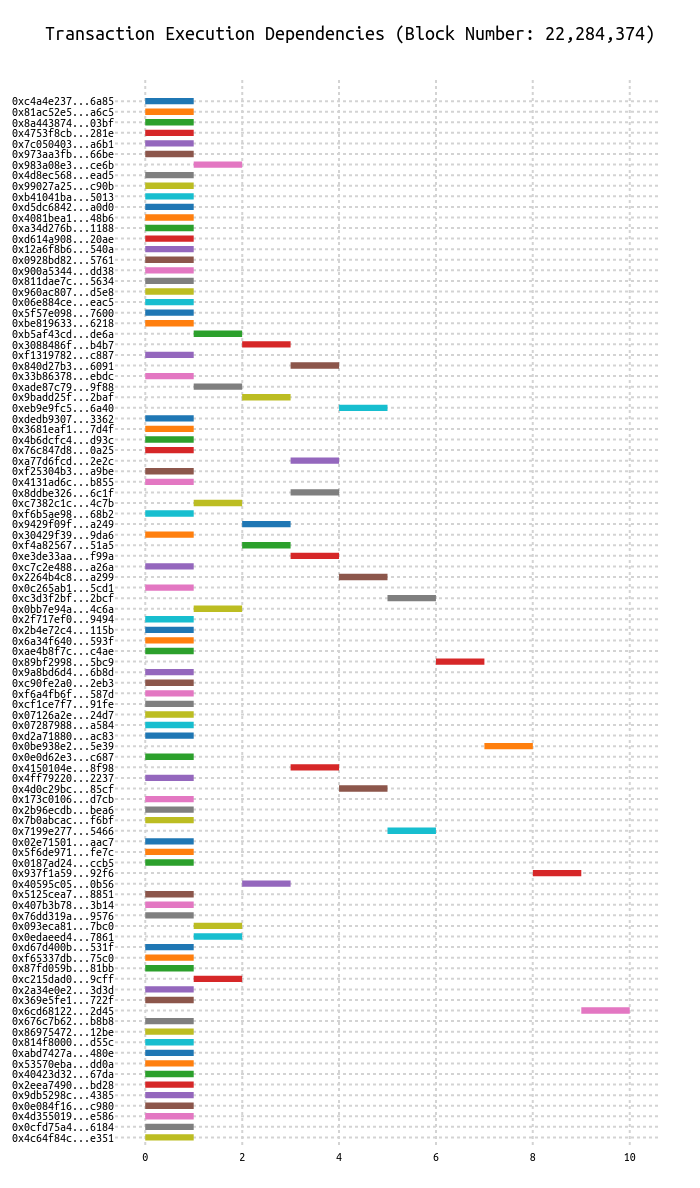 Transaction Execution Dependencies (Block Number: 22,284,374)
0xc4a4e237...6a85
0x81ac52e5...a6c5
0x8a443874...03bf
0x4753f8cb...281e
0x7c050403...a6b1
0x973aa3fb...66be
0x983a08e3...ce6b
0x4d8ec568...ead5
0x99027a25...c90b
0xb41041ba...5013
0xd5dc6842...a0d0
0x4081bea1...48b6
0xa34d276b...1188
0xd614a908...20ae
0x12a6f8b6...540a
0x0928bd82...5761
0x900a5344...dd38
0x811dae7c...5634
0x960ac807...d5e8
0x06e884ce...eac5
0x5f57e098...7600
0xbe819633...6218
0xb5af43cd...de6a
0x3088486f...b4b7
0xf1319782...c887
0x840d27b3...6091
0x33b86378...ebdc
0xade87c79...9f88
0x9badd25f...2baf
0xeb9e9fc5...6a40
0xdedb9307...3362
0x3681eaf1...7d4f
0x4b6dcfc4...d93c
0x76c847d8...0a25
0xa77d6fcd...2e2c
0xf25304b3...a9be
0x4131ad6c...b855
0x8ddbe326...6c1f
0xc7382c1c...4c7b
0xf6b5ae98...68b2
0x9429f09f...a249
0x30429f39...9da6
0xf4a82567...51a5
0xe3de33aa...f99a
0xc7c2e488...a26a
0x2264b4c8...a299
0x0c265ab1...5cd1
0xc3d3f2bf...2bcf
0x0bb7e94a...4c6a
0x2f717ef0...9494
0x2b4e72c4...115b
0x6a34f640...593f
0xae4b8f7c...c4ae
0x89bf2998...5bc9
0x9a8bd6d4...6b8d
0xc90fe2a0...2eb3
0xf6a4fb6f...587d
0xcf1ce7f7...91fe
0x07126a2e...24d7
0x07287988...a584
0xd2a71880...ac83
0x0be938e2...5e39
0x0e0d62e3...c687
0x4150104e...8f98
0x4ff79220...2237
0x4d0c29bc...85cf
0x173c0106...d7cb
0x2b96ecdb...bea6
0x7b0abcac...f6bf
0x7199e277...5466
0x02e71501...aac7
0x5f6de971...fe7c
0x0187ad24...ccb5
0x937f1a59...92f6
0x40595c05...0b56
0x5125cea7...8851
0x407b3b78...3b14
0x76dd319a...9576
0x093eca81...7bc0
0x0edaeed4...7861
0xd67d400b...531f
0xf65337db...75c0
0x87fd059b...81bb
0xc215dad0...9cff
0x2a34e0e2...3d3d
0x369e5fe1...722f
0x6cd68122...2d45
0x676c7b62...b8b8
0x86975472...12be
0x814f8000...d55c
0xabd7427a...480e
0x53570eba...dd0a
0x40423d32...67da
0x2eea7490...bd28
0x9db5298c...4385
0x0e084f16...c980
0x4d355019...e586
0x0cfd75a4...6184
0x4c64f84c...e351
0 2 4 6 8 10